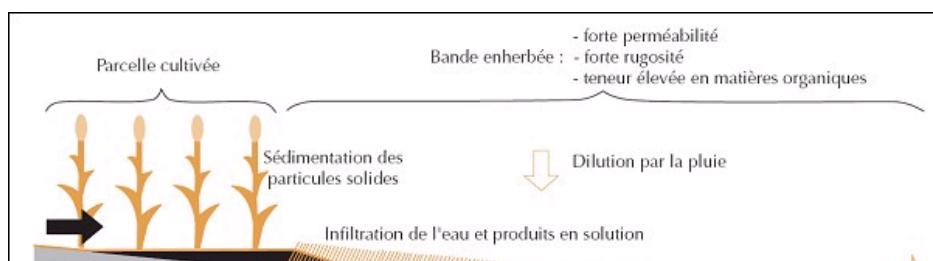 Parcelle cultivée
- forte perméabilité
Bande enherbée : - forte rugosité
- teneur élevée en matières organiques
Sédimentation des
particules solides
Dilution par la pluie
Infiltration de l'eau et produits en solution